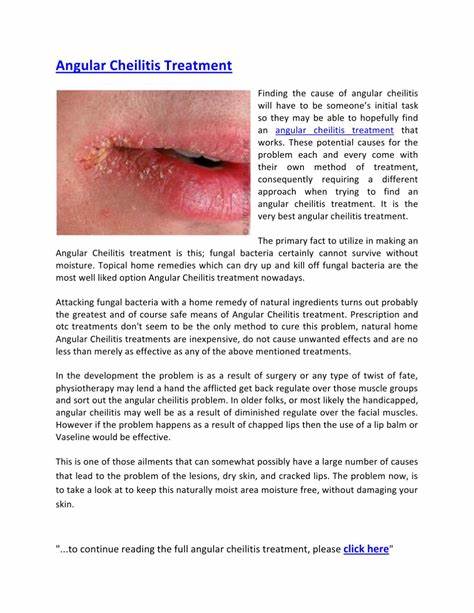 Angular Cheilitis Treatment
Finding the cause of angular cheilitis
will have to be someone's initial task
so they may be able to hopefully find
an angular cheilitis treatment that
works. These potential causes for the
problem each and every come with
their own method of treatment,
consequently requiring a different
approach when trying to find an
angular cheilitis treatment. It is the
very best angular cheilitis treatment.
The primary fact to utilize in making an
Angular Cheilitis treatment is this; fungal bacteria certainly cannot survive without
moisture. Topical home remedies which can dry up and kill off fungal bacteria are the
most well liked option Angular Cheilitis treatment nowadays.
Attacking fungal bacteria with a home remedy of natural ingredients turns out probably
the greatest and of course safe means of Angular Cheilitis treatment. Prescription and
otc treatments don't seem to be the only method to cure this problem, natural home
Angular Cheilitis treatments are inexpensive, do not cause unwanted effects and are no
less than merely as effective as any of the above mentioned treatments.
In the development the problem is as a result of surgery or any type of twist of fate,
physiotherapy may lend a hand the afflicted get back regulate over those muscle groups
and sort out the angular cheilitis problem. In older folks, or most likely the handicapped,
angular cheilitis may well be as a result of diminished regulate over the facial muscles.
However if the problem happens as a result of chapped lips then the use of a lip balm or
Vaseline would be effective.
This is one of those ailments that can somewhat possibly have a large number of causes
that lead to the problem of the lesions, dry skin, and cracked lips. The problem now, is
to take a look at to keep this naturally moist area moisture free, without damaging your
skin.
"...to continue reading the full angular cheilitis treatment, please click here"